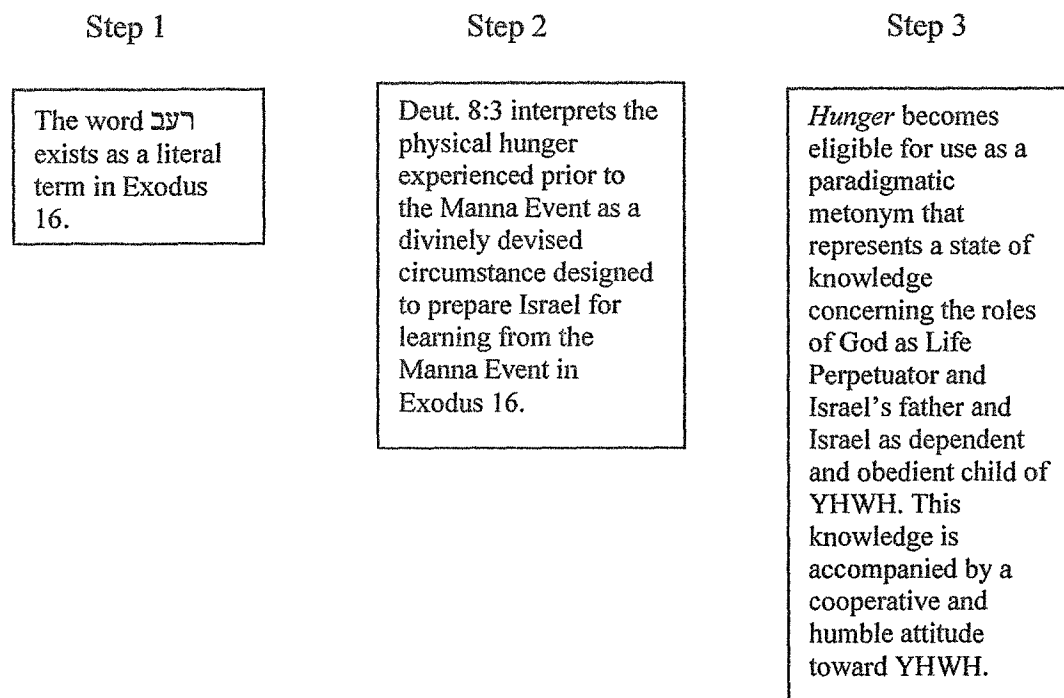 Step 1
Step 2
Step 3
The word רעב
exists as a literal
term in Exodus
16.
Deut. 8:3 interprets the
physical hunger
experienced prior to
the Manna Event as a
divinely devised
circumstance designed
to prepare Israel for
learning from the
Manna Event in
Exodus 16.
Hunger becomes
eligible for use as a
paradigmatic
metonym that
represents a state of
knowledge
concerning the roles
of God as Life
Perpetuator and
Israel's father and
Israel as dependent
and obedient child of
YHWH. This
knowledge is
accompanied by a
cooperative and
humble attitude
toward YHWH.